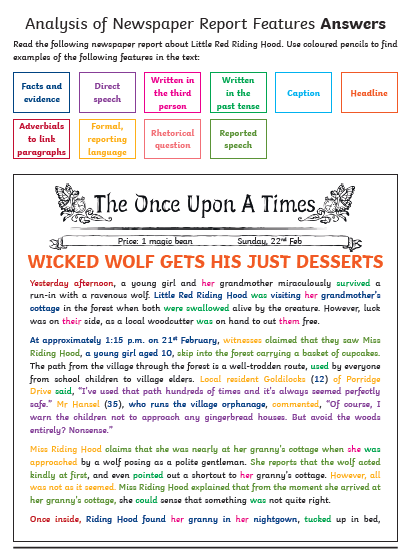 Analysis of Newspaper Report Features Answers
Read the following newspaper report about Little Red Riding Hood. Use coloured pencils to find
examples of the following features in the text:
Facts and
evidence
Direct
speech
Written in
the third
person
Written in
the
past tense
Caption
Headline
Adverbials
to link
paragraphs
Formal,
reporting
language
Rhetorical
question
Reported
speech
The Once Upon A Times
Price: 1 magic bean Sunday, 22nd Feb
WICKED WOLF GETS HIS JUST DESSERTS
Yesterday afternoon, a young girl and her grandmother miraculously survived a
run-in with a ravenous wolf. Little Red Riding Hood was visiting her grandmother's
cottage in the forest when both were swallowed alive by the creature. However, luck
was on their side, as a local woodcutter was on hand to cut them free.
At approximately 1:15 p.m. on 21st February, witnesses claimed that they saw Miss
Riding Hood, a young girl aged 10, skip into the forest carrying a basket of cupcakes.
The path from the village through the forest is a well-trodden route, used by everyone
from school children to village elders. Local resident Goldilocks (12) of Porridge
Drive said, "I've used that path hundreds of times and it's always seemed perfectly
safe." Mr Hansel (35), who runs the village orphanage, commented, "Of course, I
warn the children not to approach any gingerbread houses. But avoid the woods
entirely? Nonsense."
Miss Riding Hood claims that she was nearly at her granny's cottage when she was
approached by a wolf posing as a polite gentleman. She reports that the wolf acted
kindly at first, and even pointed out a shortcut to her granny's cottage. However, all
was not as it seemed. Miss Riding Hood explained that from the moment she arrived at
her granny's cottage, she could sense that something was not quite right.
Once inside, Riding Hood found her granny in her nightgown, tucked up in bed,